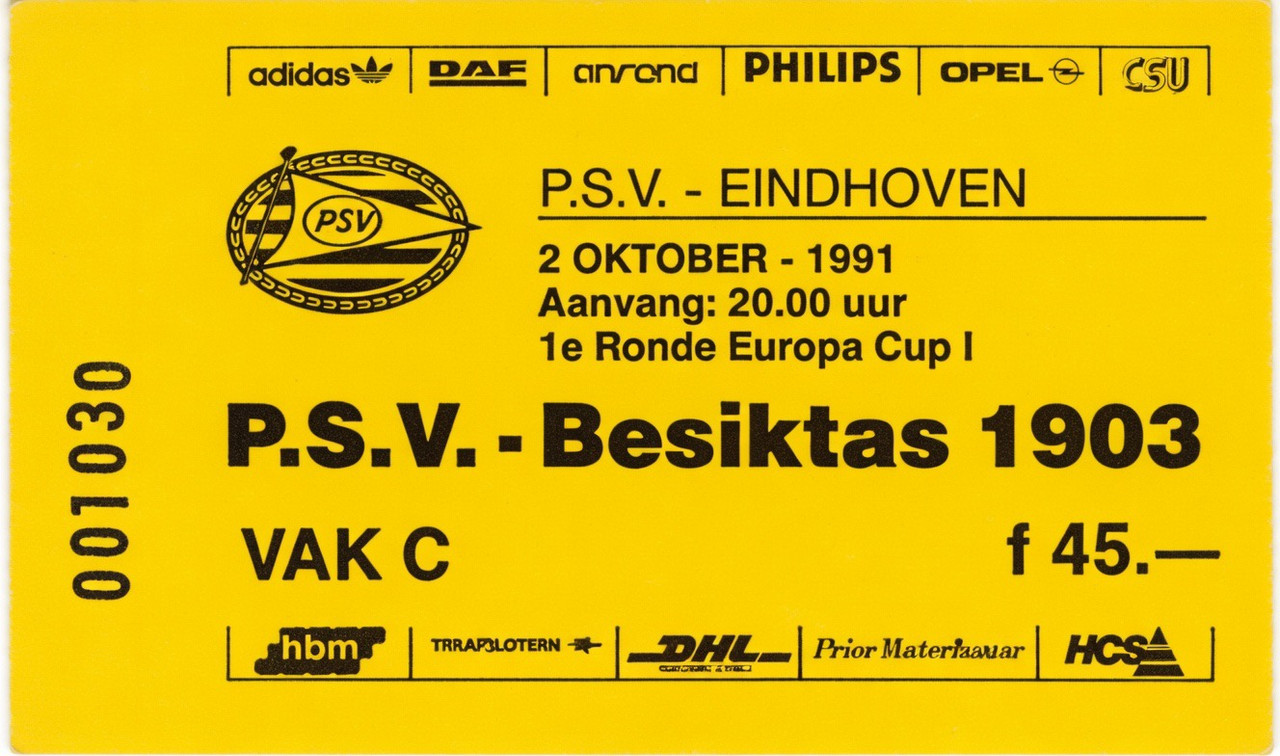 adidas DAF PHILIPS OPEL CSU
PSV
P.S.V. - EINDHOVEN
2 OKTOBER - 1991
Aanvang: 20.00 uur
1e Ronde Europa Cup I
P.S.V. - Besiktas 1903
VAK C
f 45.—
001030
hbm DHL Prior HCS